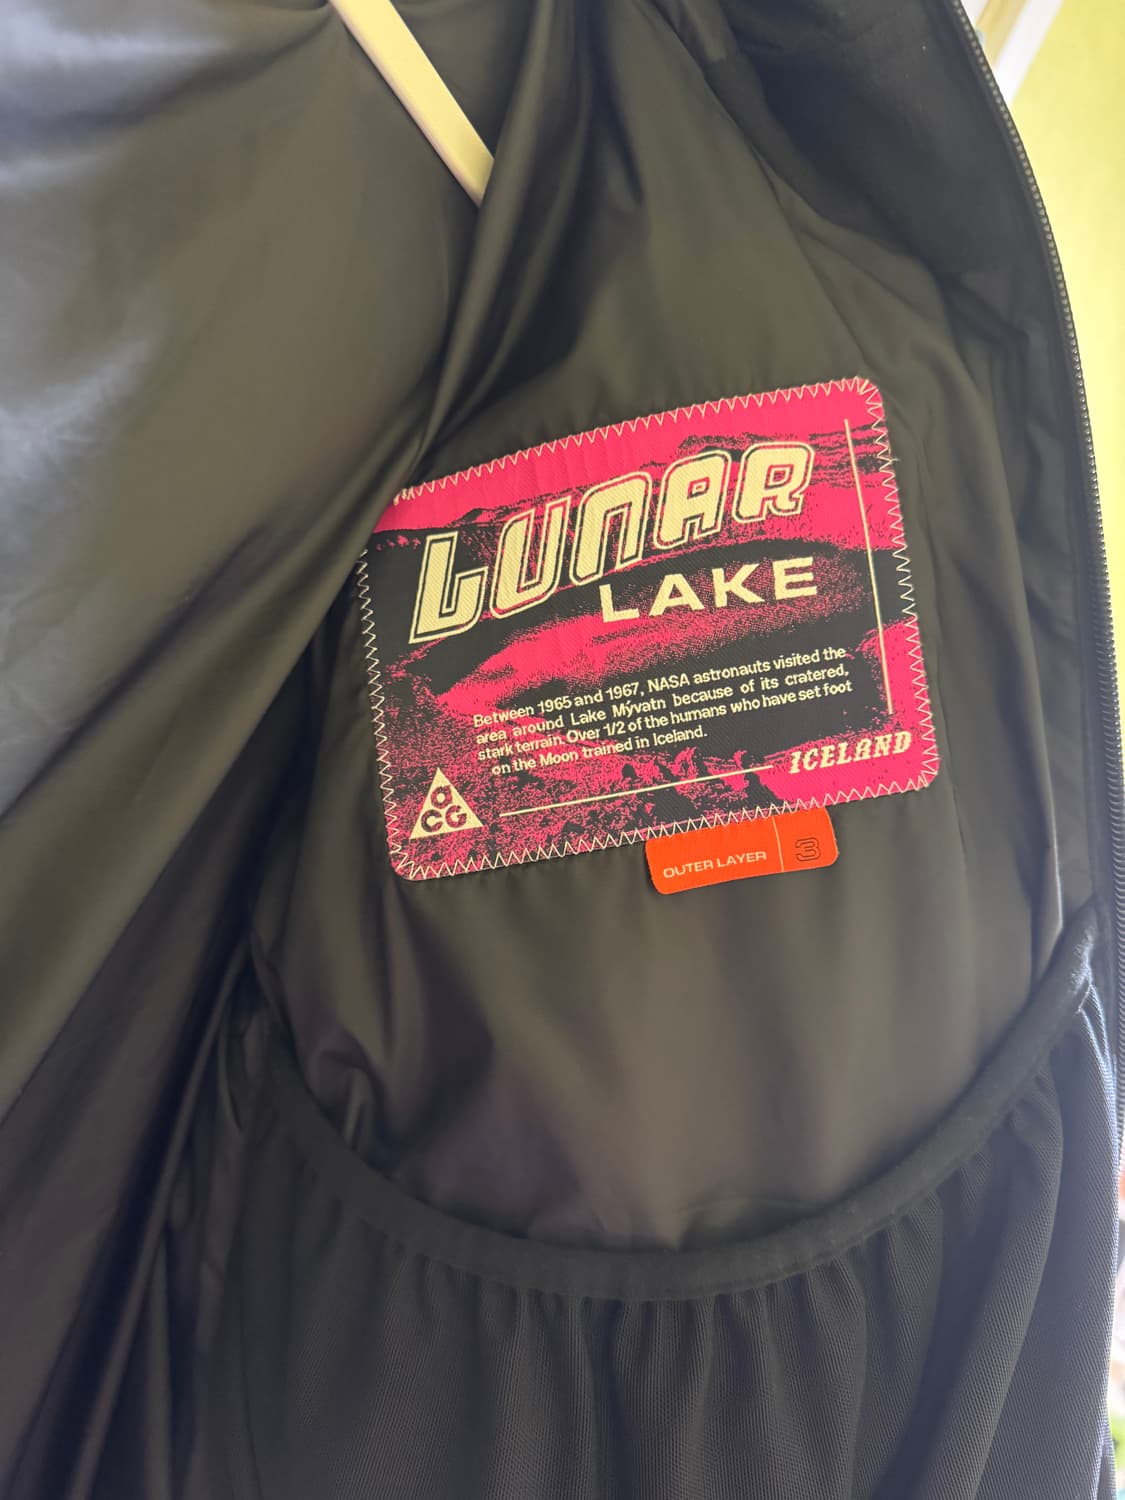 LUNAR
LAKE
Between 1965 and 1967, NASA astronauts visited the
area around Lake Mývatn because of its cratered,
stark terrain. Over 1/2 of the humans who have set foot
on the Moon trained in Iceland.
ICELAND
a
CG
OUTER LAYER 3